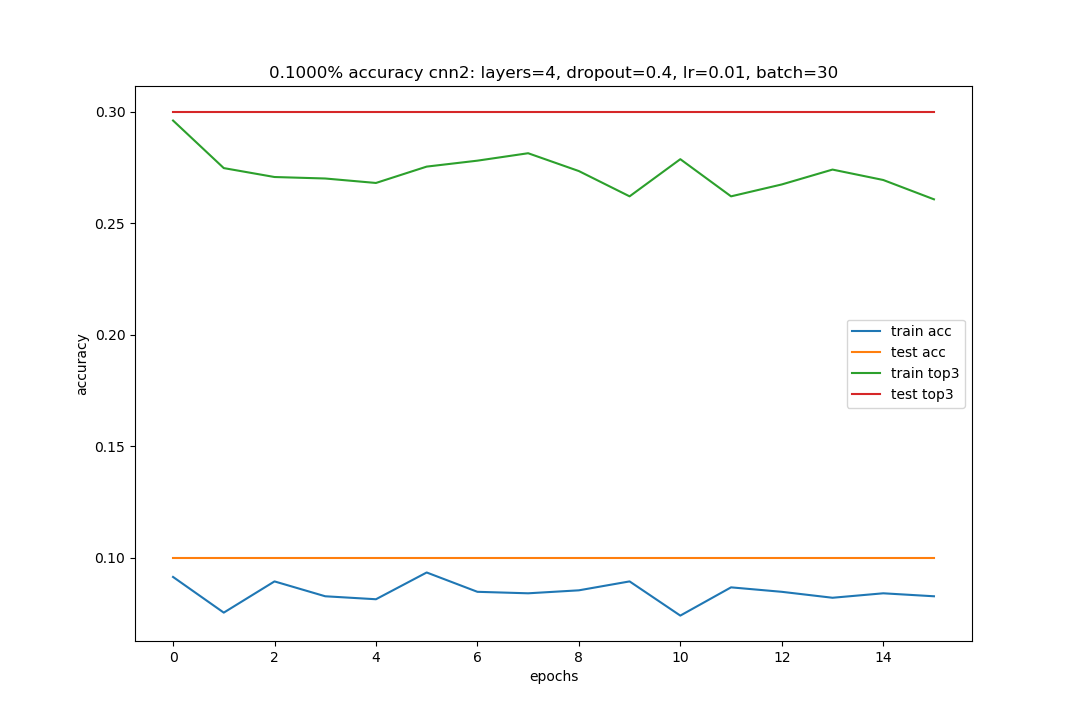 0.1000% accuracy cnn2: layers=4, dropout=0.4, lr=0.01, batch=30
0.30
0.25
0.20
0.15
0.10
accuracy
train acc
test acc
train top3
test top3
0 2 4 6 8 10 12 14
epochs